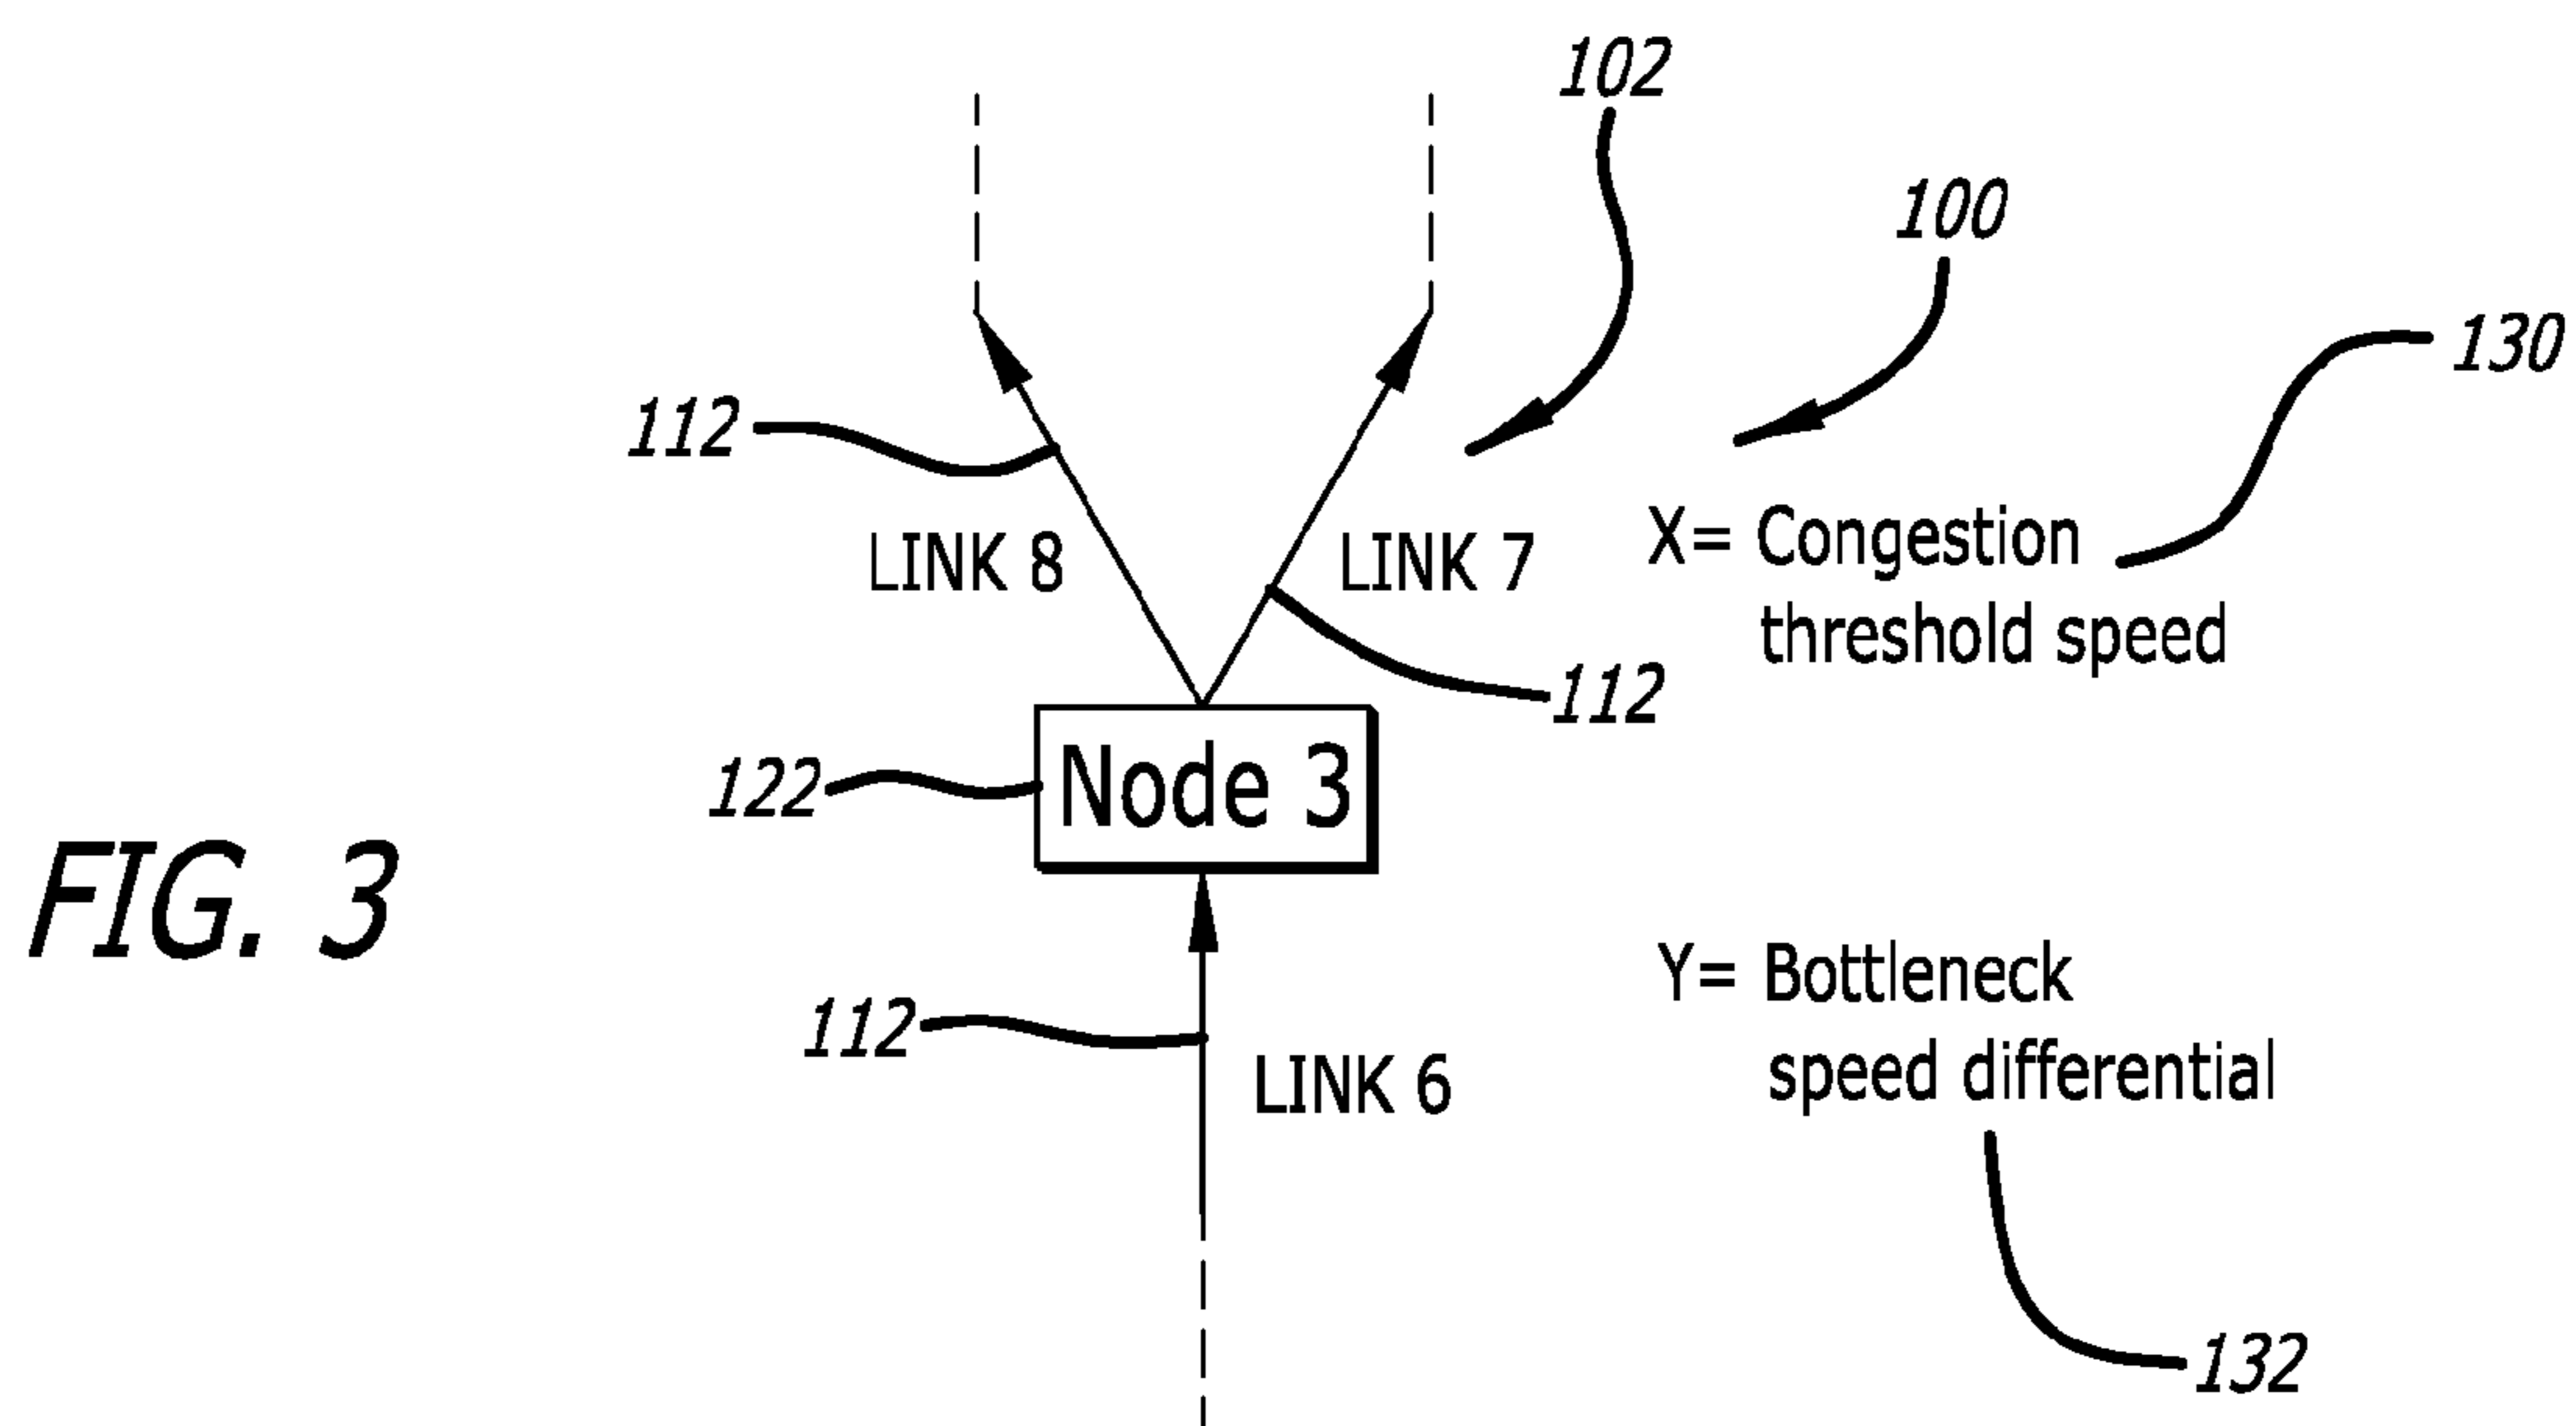 102
100
130
112
LINK 8
LINK 7
X= Congestion
threshold speed
112
Node 3
122
FIG. 3
Y= Bottleneck
speed differential
112
LINK 6
132